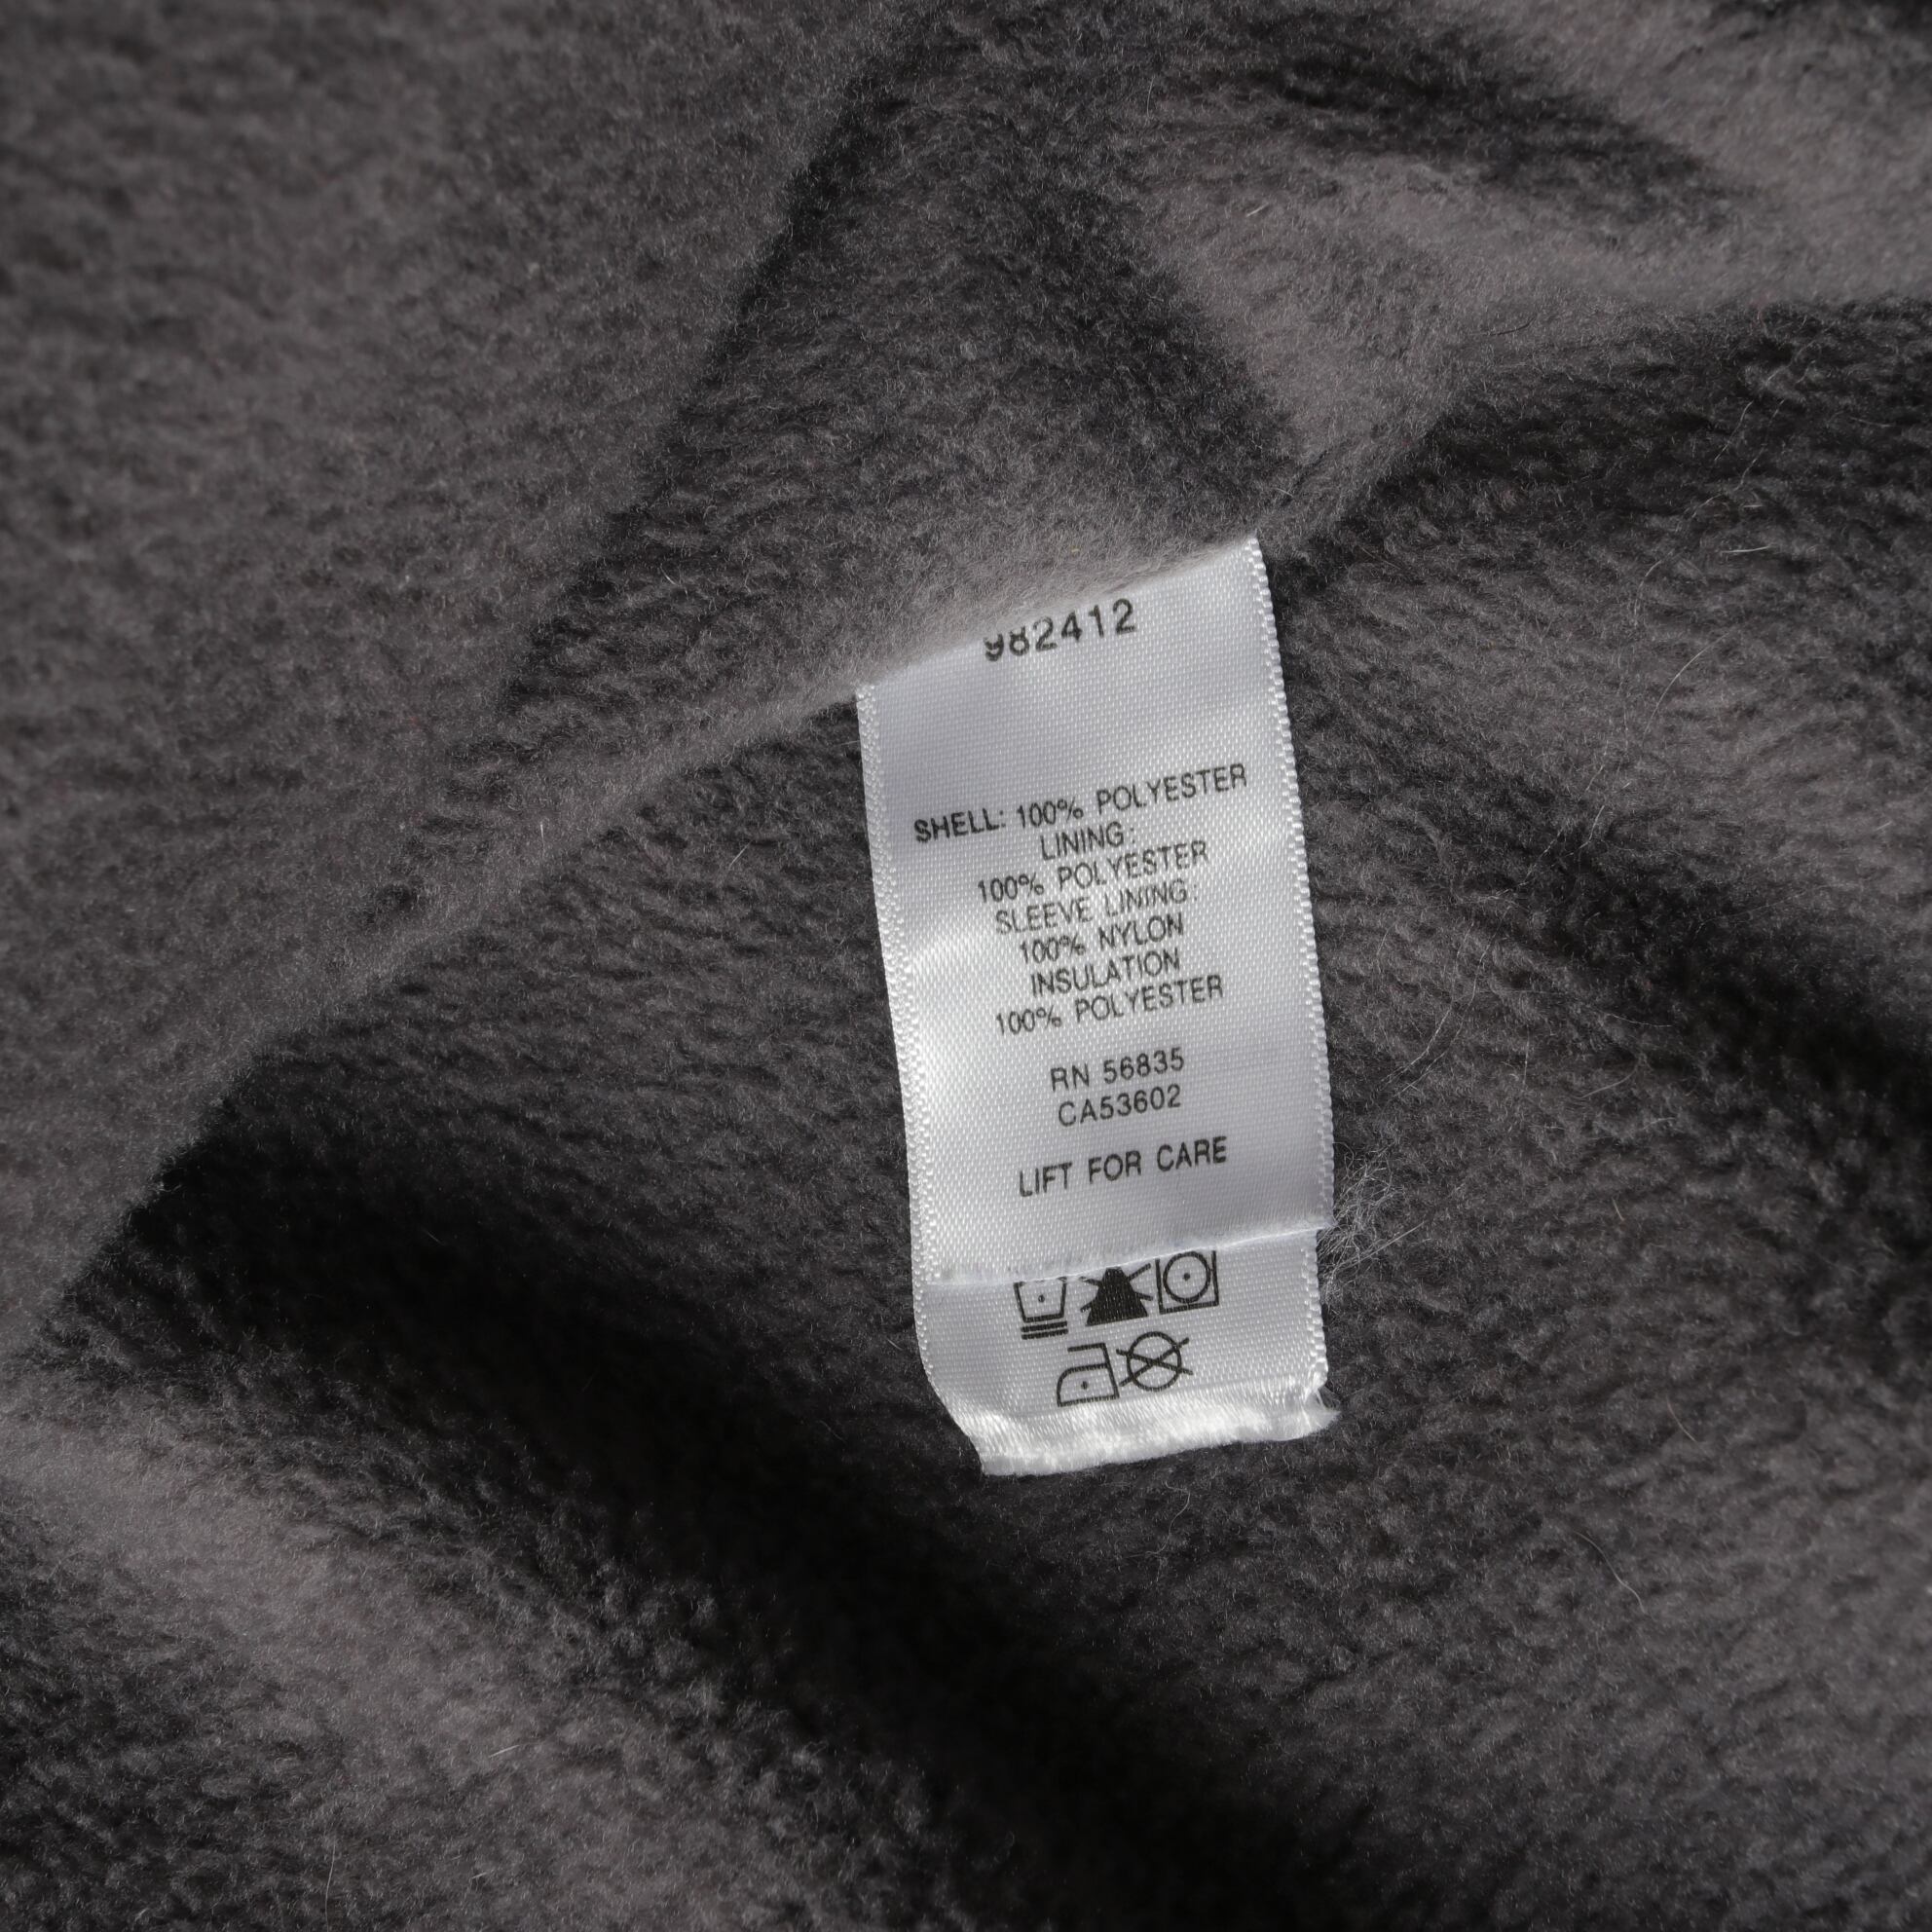 982412
SHELL: 100% POLYESTER
LINING:
100% POLYESTER
SLEEVE LINING:
100% NYLON
INSULATION
100% POLYESTER
RN 56835
CA53602
LIFT FOR CARE